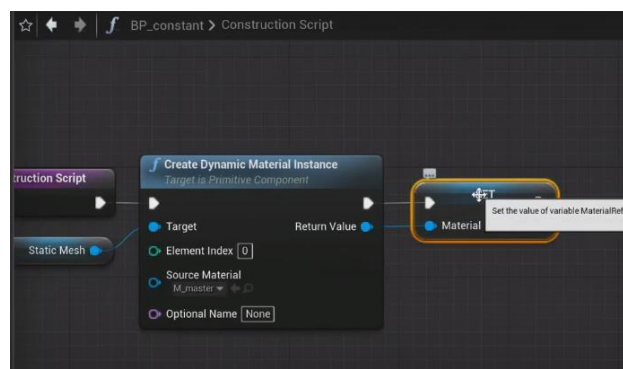 BP_constant > Construction Script
Create Dynamic Material Instance
Target is Primitive Component
truction Script
Target
Return Value
Static Mesh
Element Index 0
Source Material
M_master
Optional Name None
Set the value of variable MaterialRef
Material